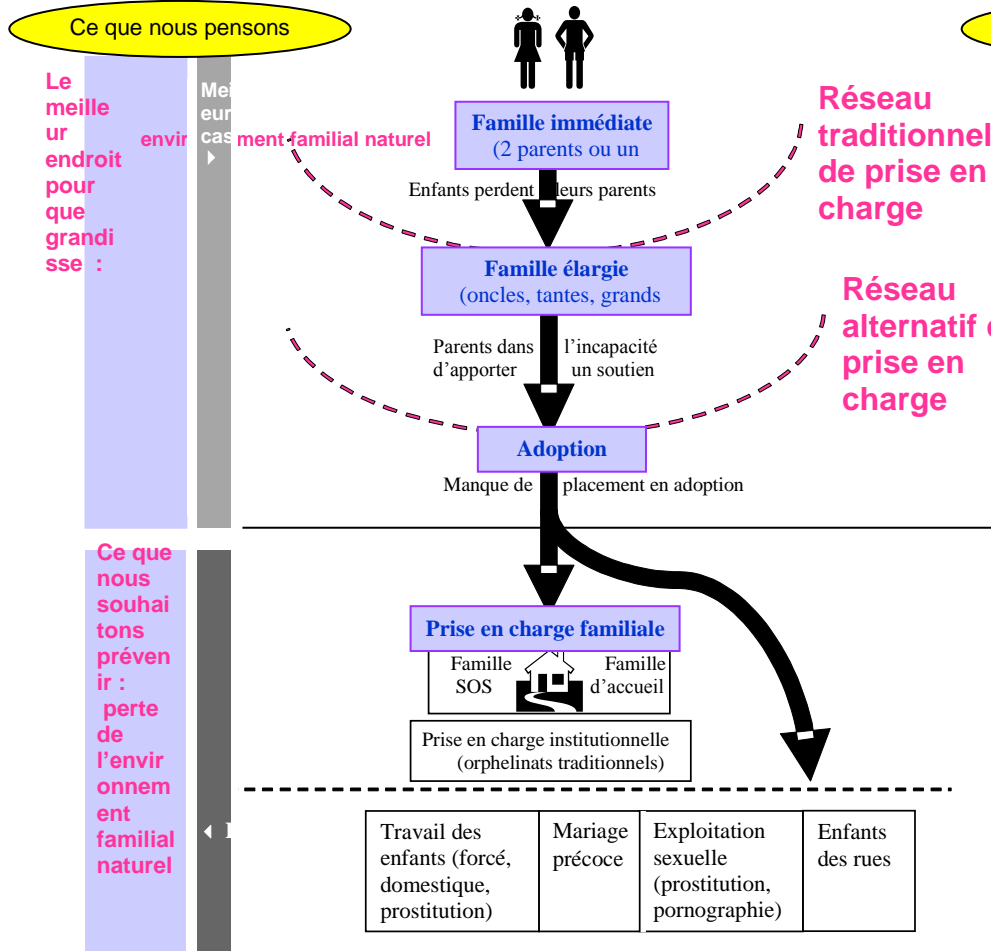 Ce que nous pensons
Le
meille
ur
endroit
pour
que
grandi
sse :
envir
ment familial naturel
Mei
eur
cas
Famille immédiate
(2 parents ou un
Enfants perdent leurs parents
Réseau
traditionnel
de prise en
charge
Famille élargie
(oncles, tantes, grands
Parents dans l’incapacité
d’apporter un soutien
Réseau
alternatif
prise en
charge
Adoption
Manque de placement en adoption
Ce que
nous
souhai
tons
préven
ir :
perte
de
l’envir
onnem
ent
familial
naturel
Prise en charge familiale
Famille
SOS
Famille
d’accueil
Prise en charge institutionnelle
(orphelinats traditionnels)
Travail des
enfants (forcé,
domestique,
prostitution)
Mariage
précoce
Exploitation
sexuelle
(prostitution,
pornographie)
Enfants
des rues